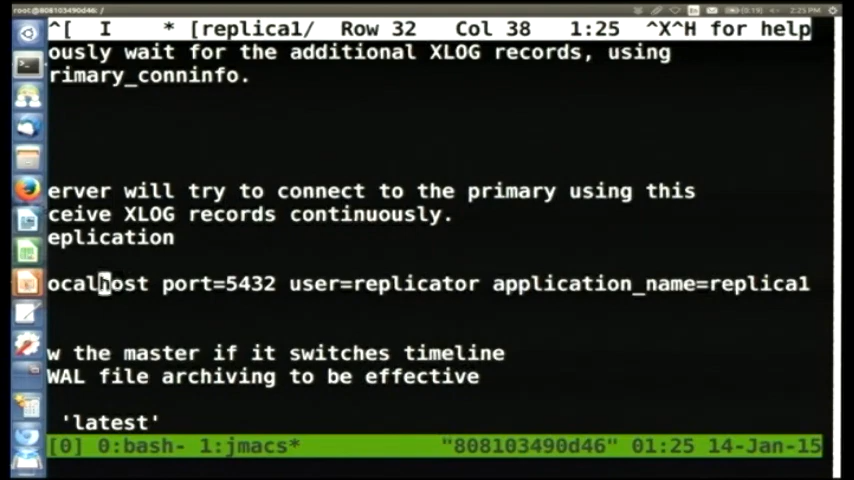 root@808103490d46: /
2:25 PM
^[ I * [replica1/ Row 32 Col 38 1:25 ^X^H for help
ously wait for the additional XLOG records, using
rimary_conninfo.
erver will try to connect to the primary using this
ceive XLOG records continuously.
eplication
ocalhost port=5432 user=replicator application_name=replica1
w the master if it switches timeline
WAL file archiving to be effective
'latest'
[0] 0:bash- 1:jmacs* "808103490d46" 01:25 14-Jan-15